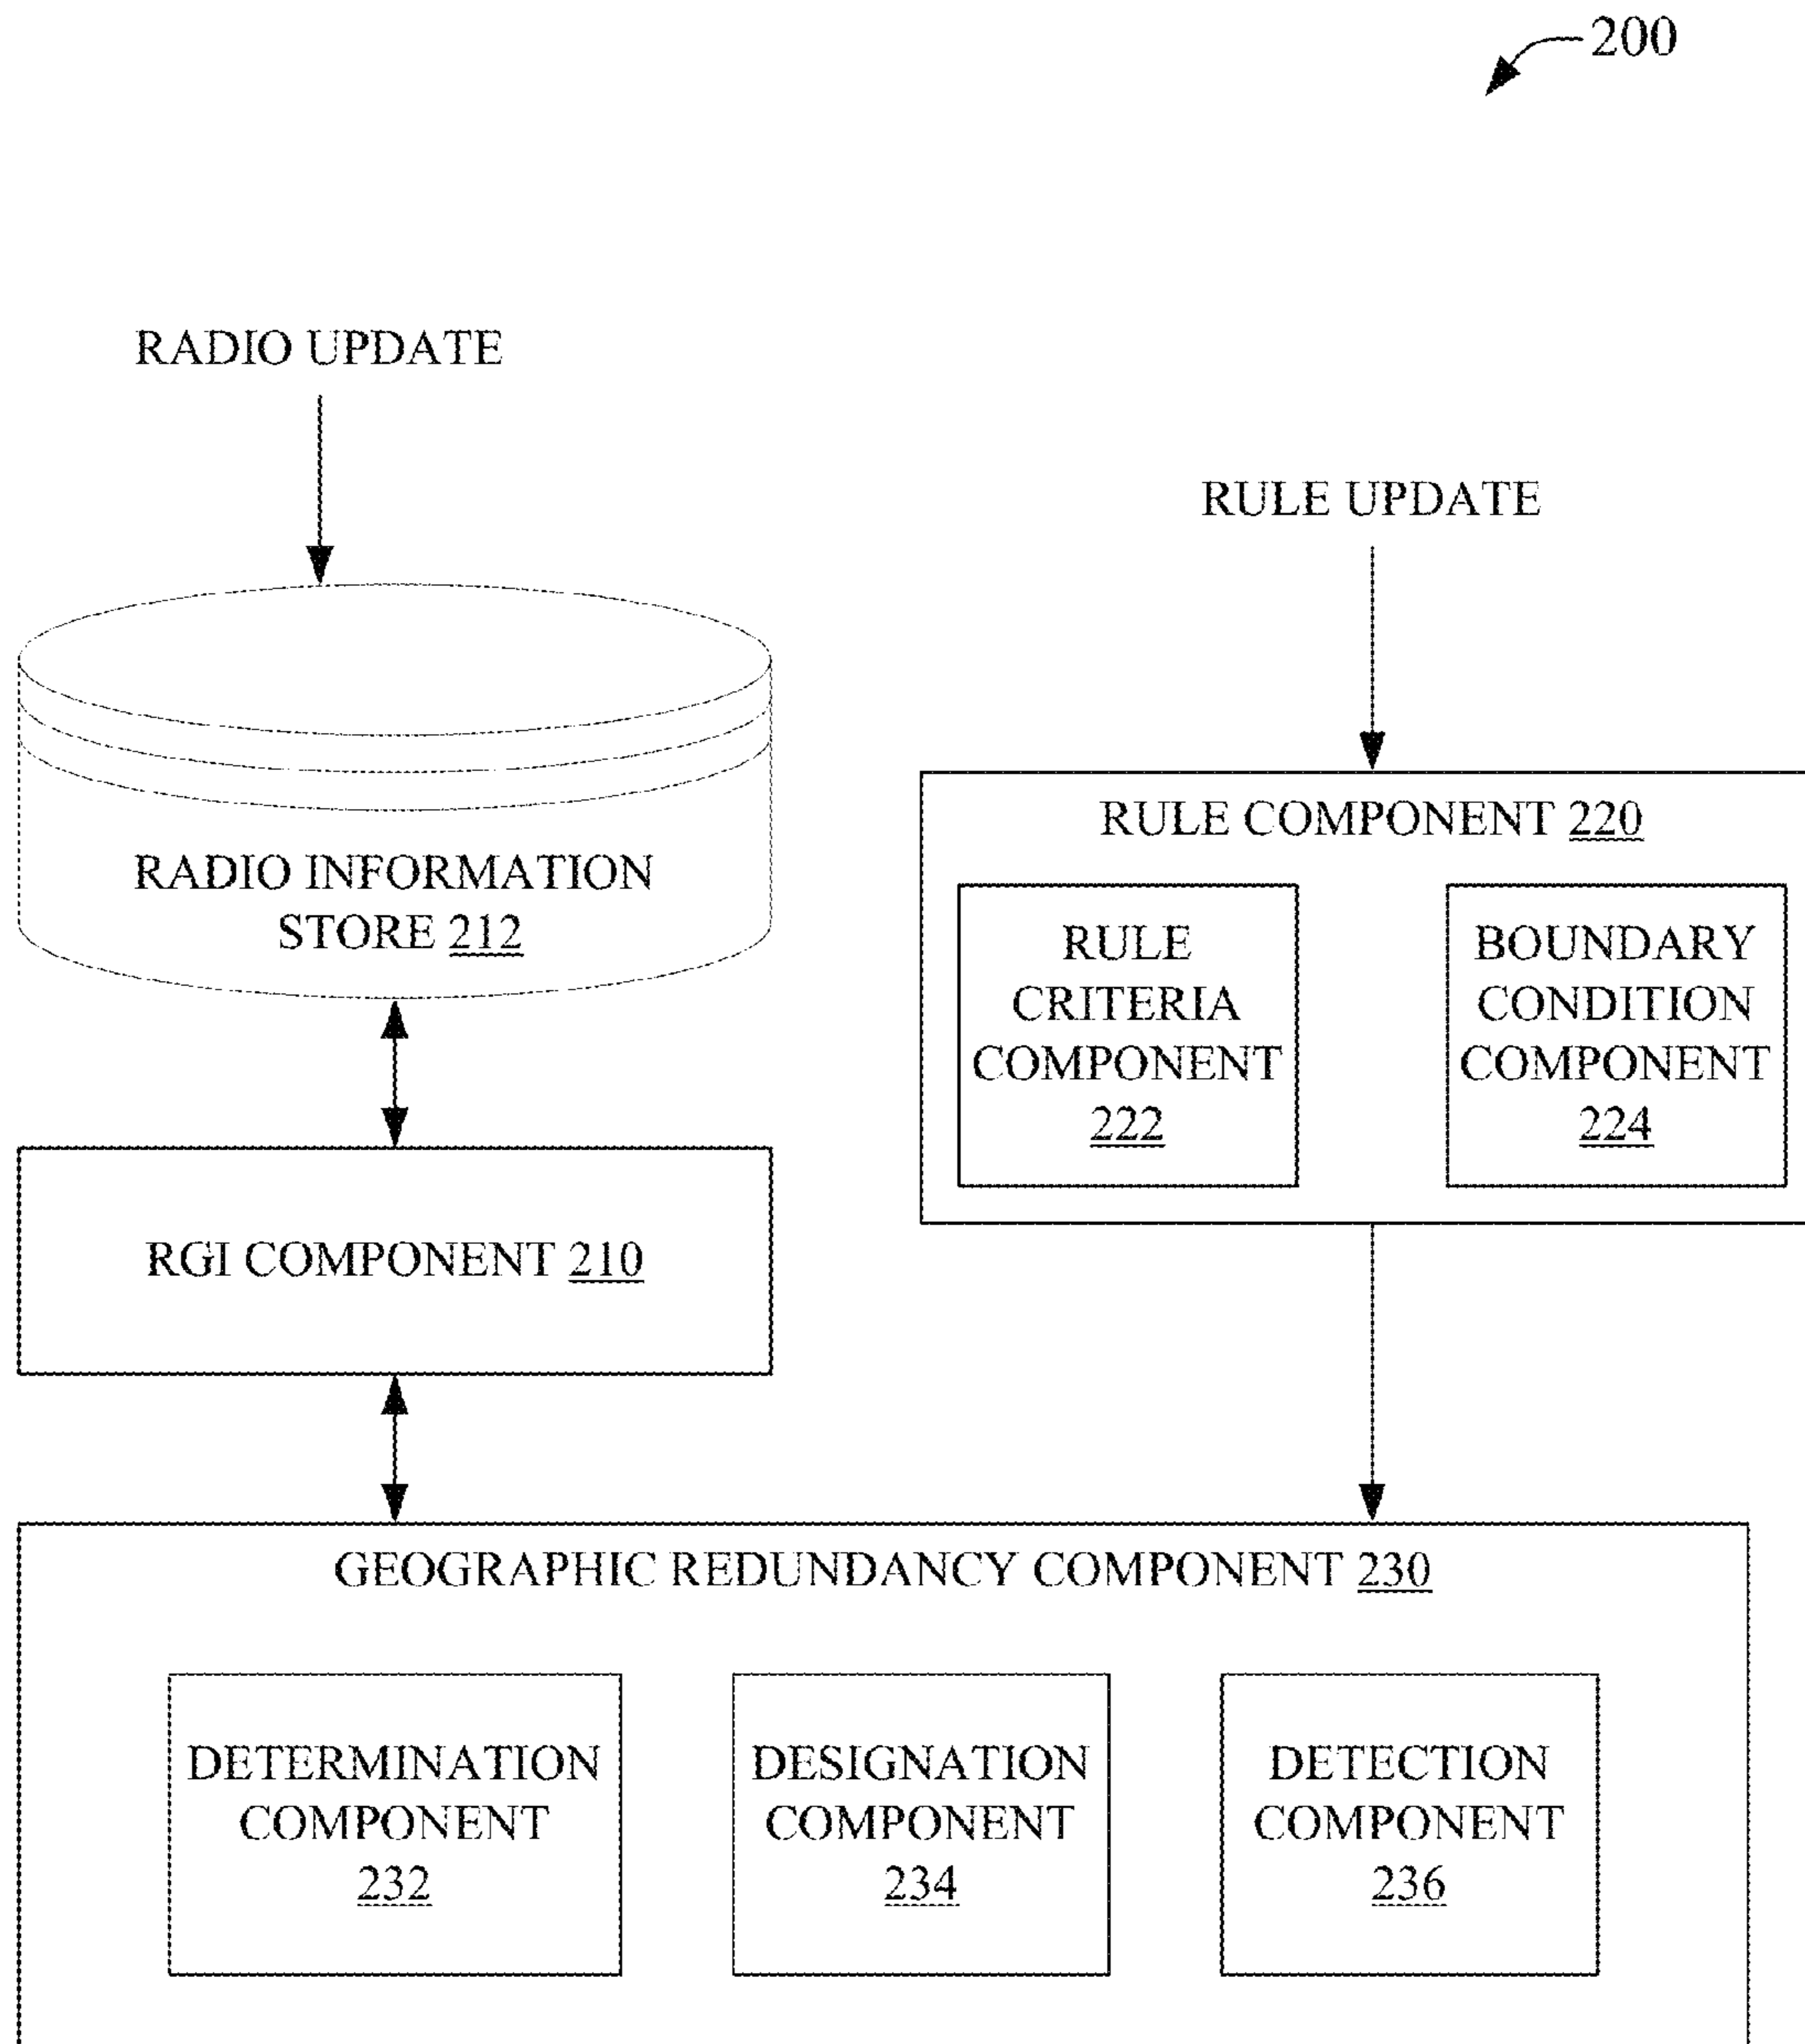 200
RADIO UPDATE
RULE UPDATE
RADIO INFORMATION
STORE 212
RULE COMPONENT 220
RULE
CRITERIA
COMPONENT
222
BOUNDARY
CONDITION
COMPONENT
224
RGI COMPONENT 210
GEOGRAPHIC REDUNDANCY COMPONENT 230
DETERMINATION
COMPONENT
232
DESIGNATION
COMPONENT
234
DETECTION
COMPONENT
236